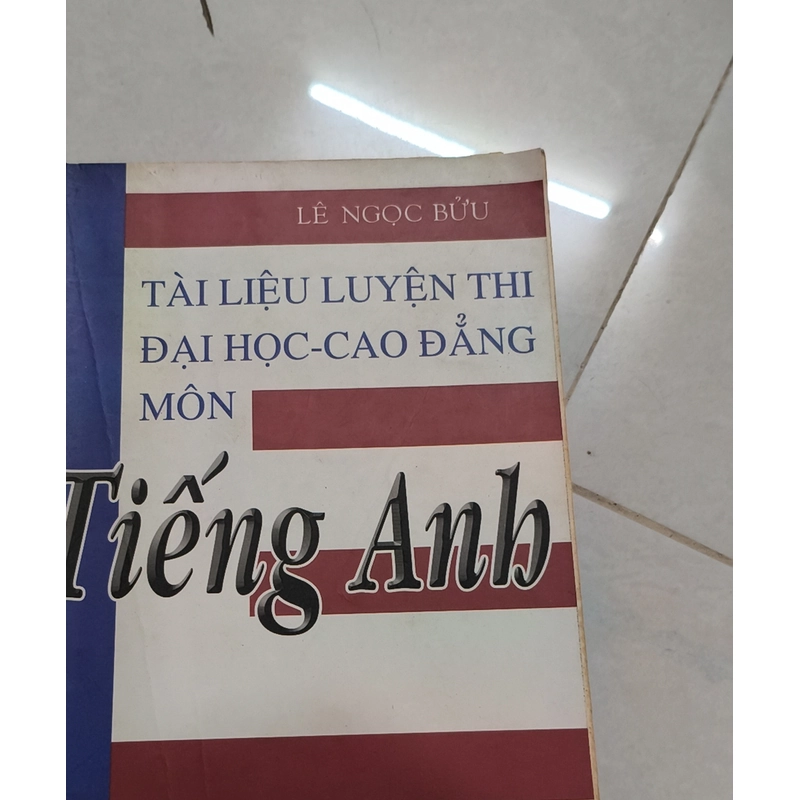 LÊ NGỌC BỬU
TÀI LIỆU LUYỆN THI
ĐẠI HỌC-CAO ĐẲNG
MÔN
Tiếng Anh